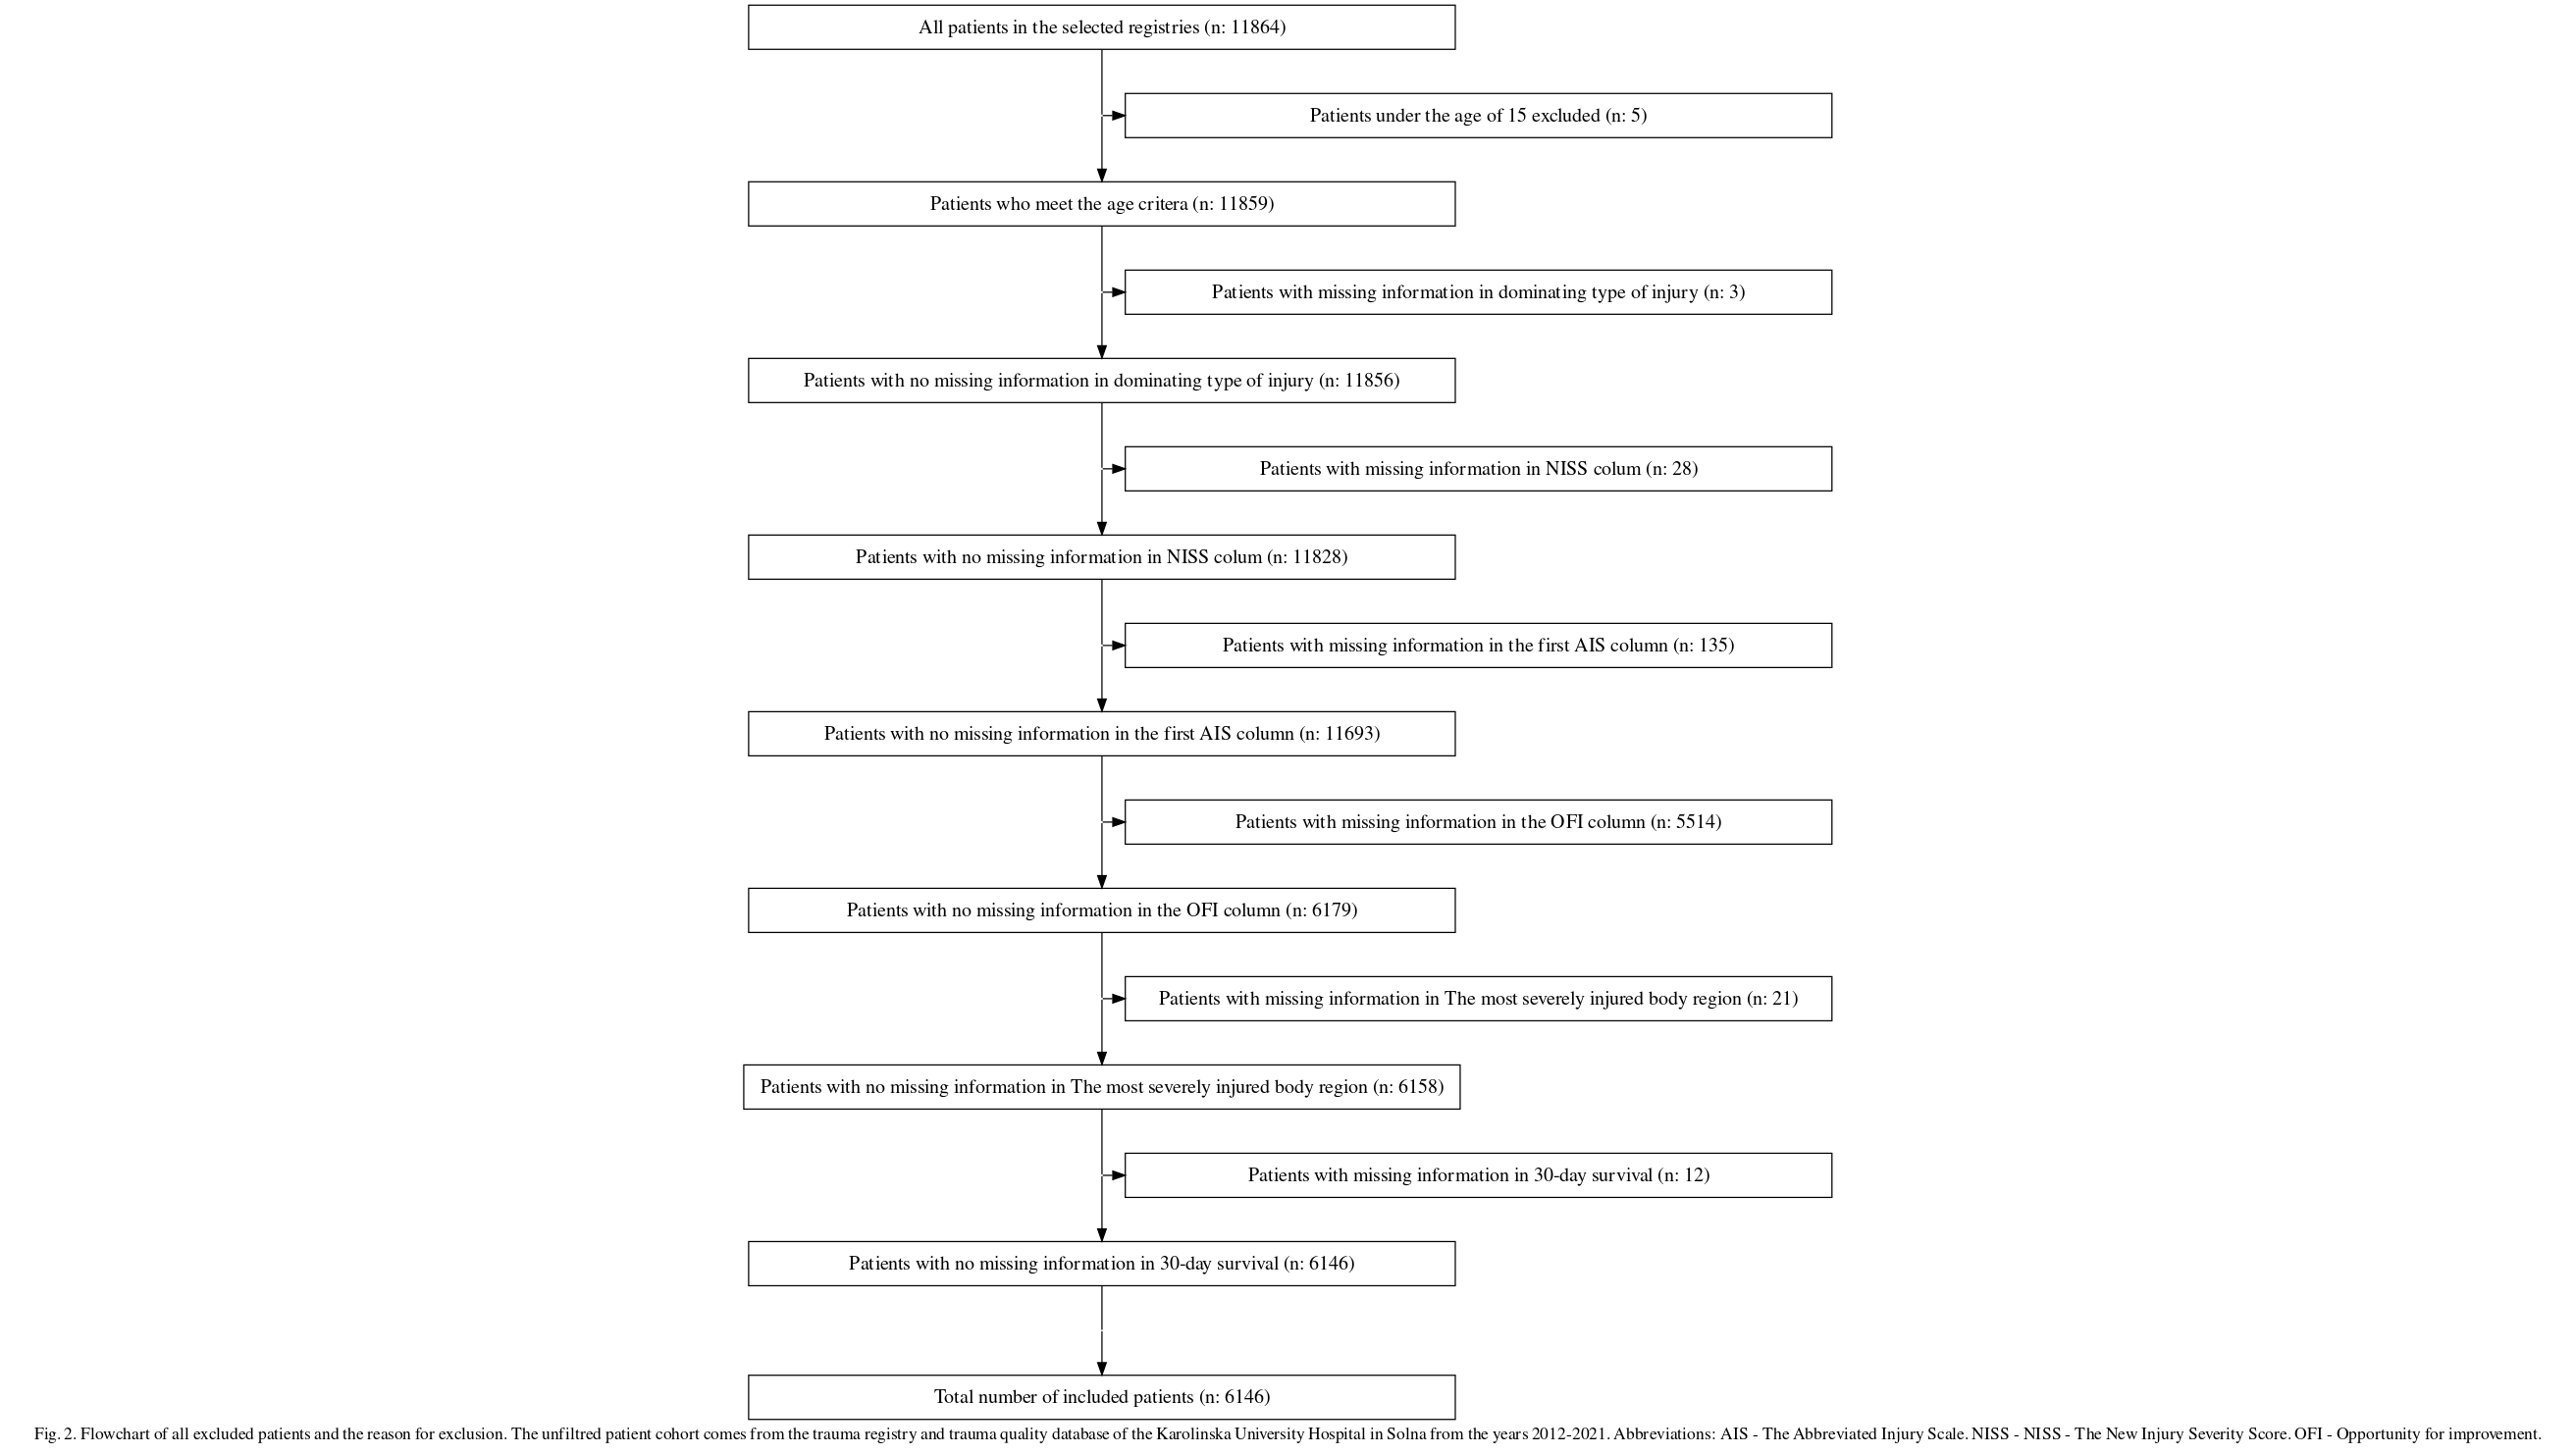 All patients in the selected registries (n: 11864)
Patients under the age of 15 excluded (n: 5)
Patients who meet the age critera (n: 11859)
Patients with missing information in dominating type of injury (n: 3)
Patients with no missing information in dominating type of injury (n: 11856)
Patients with missing information in NISS colum (n: 28)
Patients with no missing information in NISS colum (n: 11828)
Patients with missing information in the first AIS column (n: 135)
Patients with no missing information in the first AIS column (n: 11693)
Patients with missing information in the OFI column (n: 5514)
Patients with no missing information in the OFI column (n: 6179)
Patients with missing information in The most severely injured body region (n: 21)
Patients with no missing information in The most severely injured body region (n: 6158)
Patients with missing information in 30-day survival (n: 12)
Patients with no missing information in 30-day survival (n: 6146)
Total number of included patients (n: 6146)
Fig. 2. Flowchart of all excluded patients and the reason for exclusion. The unfiltred patient cohort comes from the trauma registry and trauma quality database of the Karolinska University Hospital in Solna from the years 2012-2021. Abbreviations: AIS - The Abbreviated Injury Scale. NISS - NISS - The New Injury Severity Score. OFI - Opportunity for improvement.